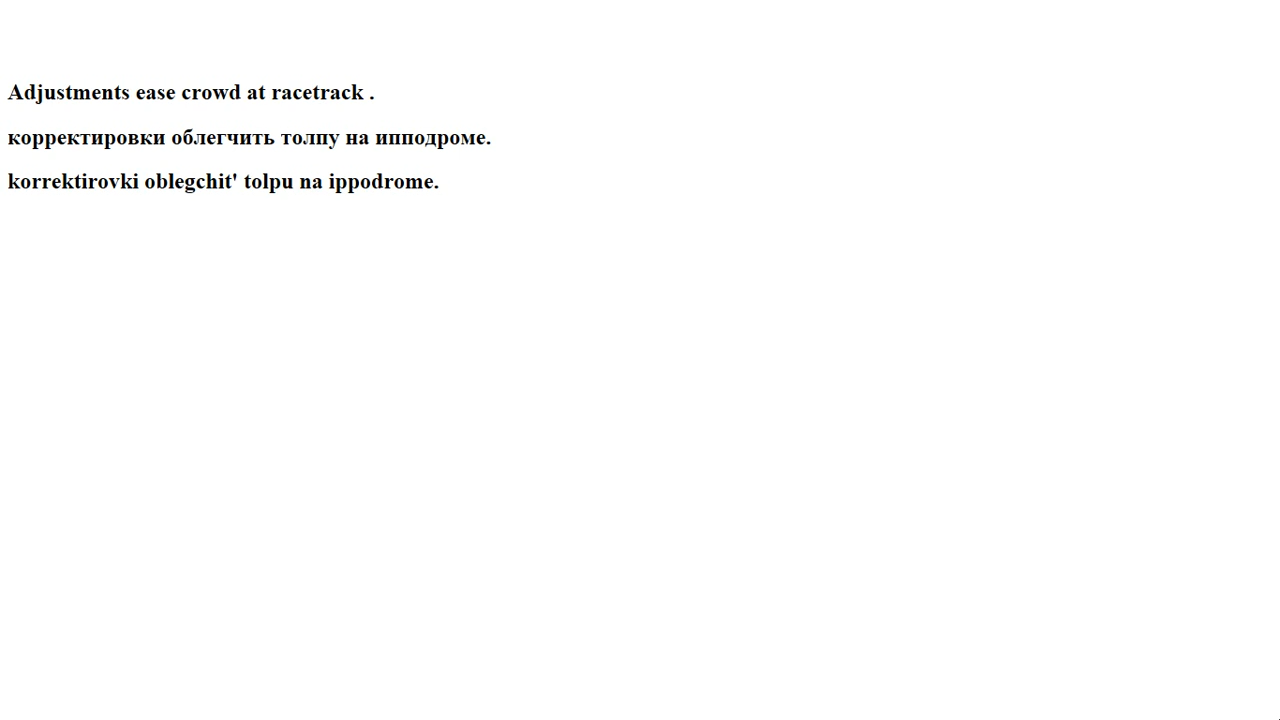 Adjustments ease crowd at racetrack .
корректировки облегчить толпу на ипподроме.
korrektirovki oblegchit' tolpu na ippodrome.